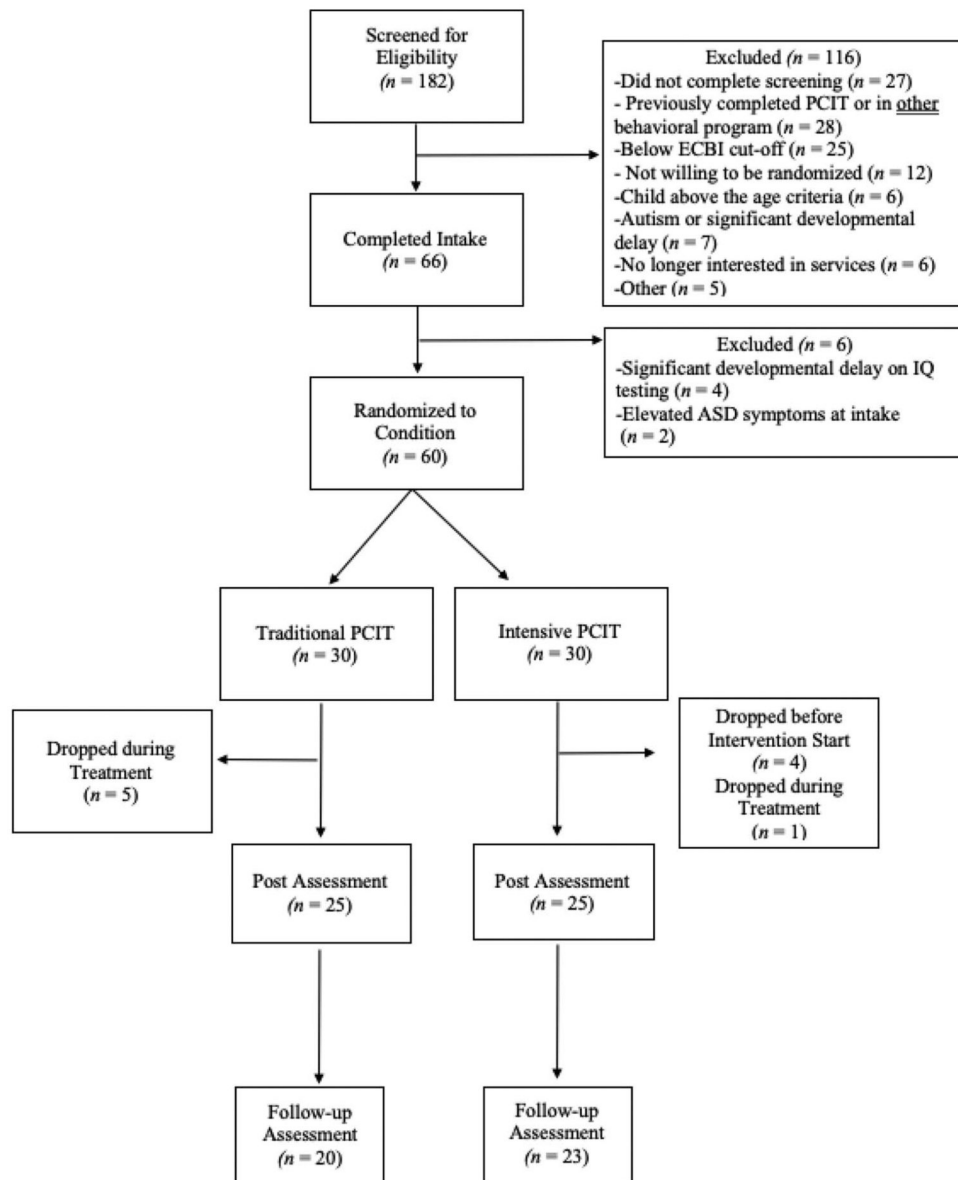 Screened for
Eligibility
(n = 182)
Excluded (n = 116)
-Did not complete screening (n = 27)
- Previously completed PCIT or in other
behavioral program (n = 28)
-Below ECBI cut-off (n = 25)
- Not willing to be randomized (n = 12)
-Child above the age criteria (n = 6)
-Autism or significant developmental
delay (n = 7)
-No longer interested in services (n = 6)
-Other (n = 5)
Completed Intake
(n = 66)
Excluded (n = 6)
-Significant developmental delay on IQ
testing (n = 4)
-Elevated ASD symptoms at intake
(n = 2)
Randomized to
Condition
(n = 60)
Traditional PCIT
(n = 30)
Intensive PCIT
(n = 30)
Dropped during
Treatment
(n = 5)
Dropped before
Intervention Start
(n = 4)
Dropped during
Treatment
(n = 1)
Post Assessment
(n = 25)
Post Assessment
(n = 25)
Follow-up
Assessment
(n = 20)
Follow-up
Assessment
(n = 23)